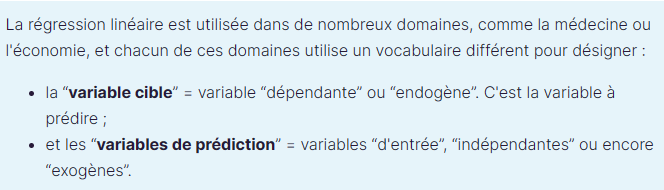 La régression linéaire est utilisée dans de nombreux domaines, comme la médecine ou
l'économie, et chacun de ces domaines utilise un vocabulaire différent pour désigner :
• la “variable cible” = variable “dépendante” ou “endogène”. C'est la variable à
prédire ;
• et les “variables de prédiction” = variables “d'entrée”, “indépendantes” ou encore
“exogènes”.